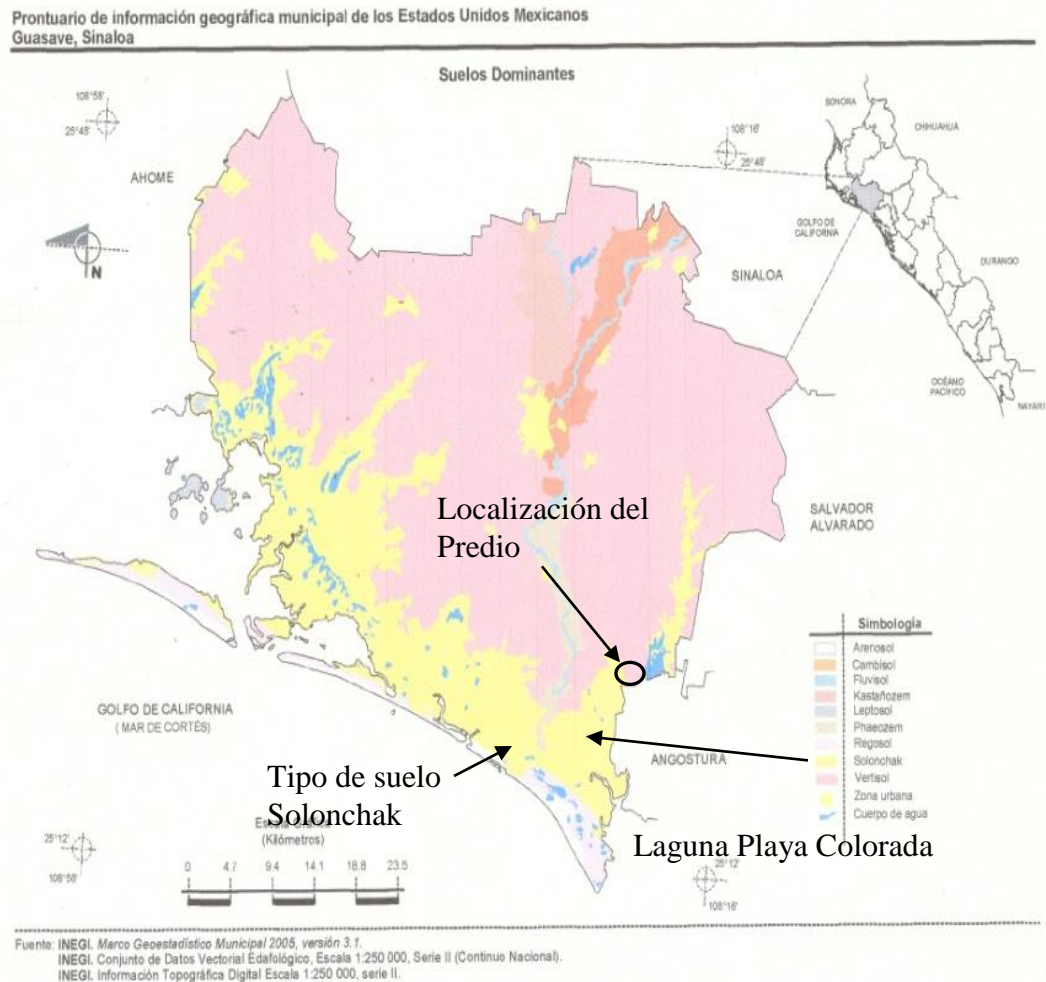 Prontuario de información geográfica municipal de los Estados Unidos Mexicanos
Guasave, Sinaloa
Suelos Dominantes
108°58'
25°48'
108°16'
25°48'
AHOME
N
SONORA
CHIHUAHUA
GOLFO DE
CALIFORNIA
DURANGO
OCÉANO
PACÍFICO
NAYARIT
SINALOA
SALVADOR
ALVARADO
Localización del
Predio
GOLFO DE CALIFORNIA
( MAR DE CORTÉS)
ANGOSTURA
Tipo de suelo
Solonchak
Laguna Playa Colorada
Simbología
Arenosol
Cambisol
Fluvisol
Kastañozem
Leptosol
Phaeozem
Regosol
Solonchak
Vertisol
Zona urbana
Cuerpo de agua
25°12'
108°58'
Escala Gráfica
(Kilómetros)
0 4.7 9.4 14.1 18.8 23.5
25°12'
108°16'
Fuente: INEGI. Marco Geoestadístico Municipal 2005, versión 3.1.
INEGI. Conjunto de Datos Vectorial Edafológico, Escala 1:250 000, Serie II (Continuo Nacional).
INEGI. Información Topográfica Digital Escala 1:250 000, serie II.